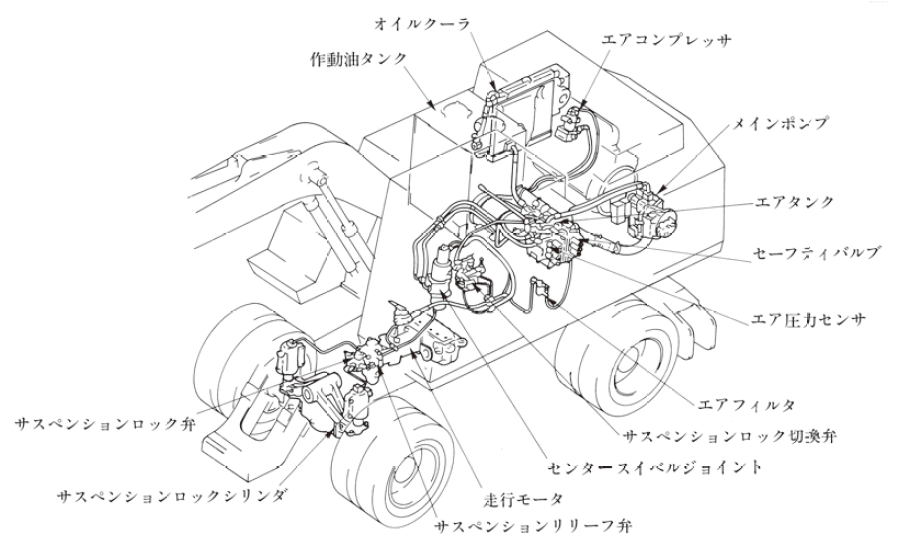 オイルクーラ
エアコンプレッサ
作動油タンク
メインポンプ
エアタンク
セーフティバルブ
エア圧力センサ
エアフィルタ
サスペンションロック弁
サスペンションロック切換弁
センタースイベルジョイント
サスペンションロックシリンダ
走行モータ
サスペンションリリーフ弁